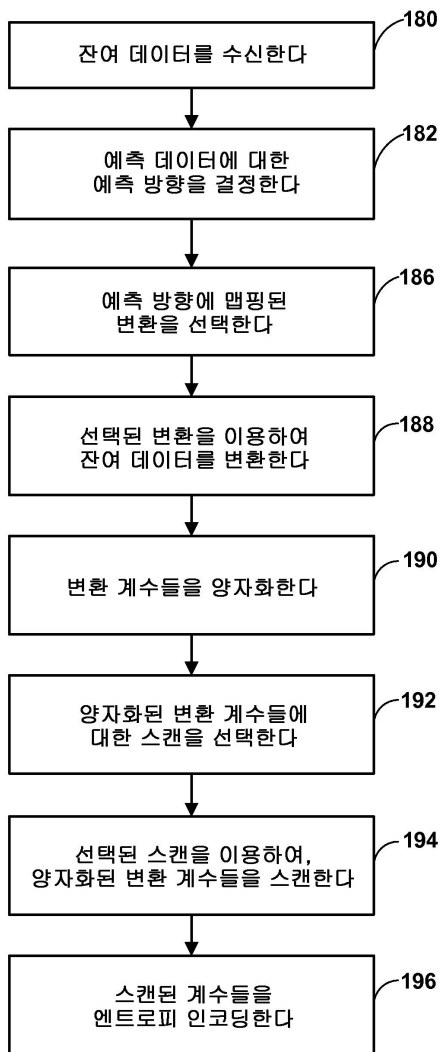 180
잔여 데이터를 수신한다
182
예측 데이터에 대한
예측 방향을 결정한다
186
예측 방향에 맵핑된
변환을 선택한다
188
선택된 변환을 이용하여
잔여 데이터를 변환한다
190
변환 계수들을 양자화한다
192
양자화된 변환 계수들에
대한 스캔을 선택한다
194
선택된 스캔을 이용하여,
양자화된 변환 계수들을 스캔한다
196
스캔된 계수들을
엔트로피 인코딩한다